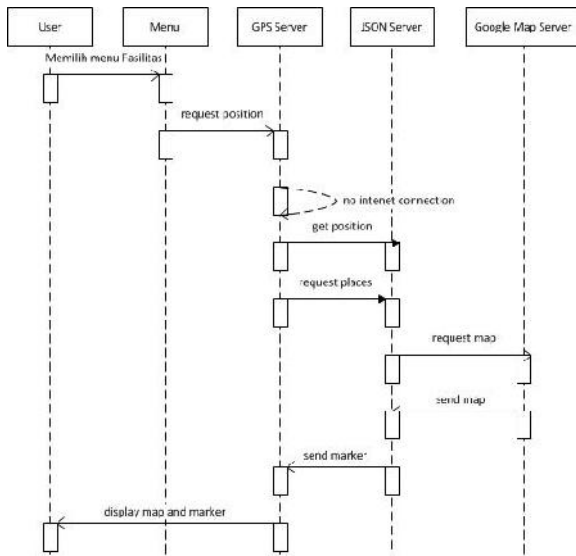 User
Menu
GPS Server
JSON Server
Google Map Server
Memilih menu Fasilitas
request position
no intenet connection
get position
request places
request map
send map
send marker
display map and marker